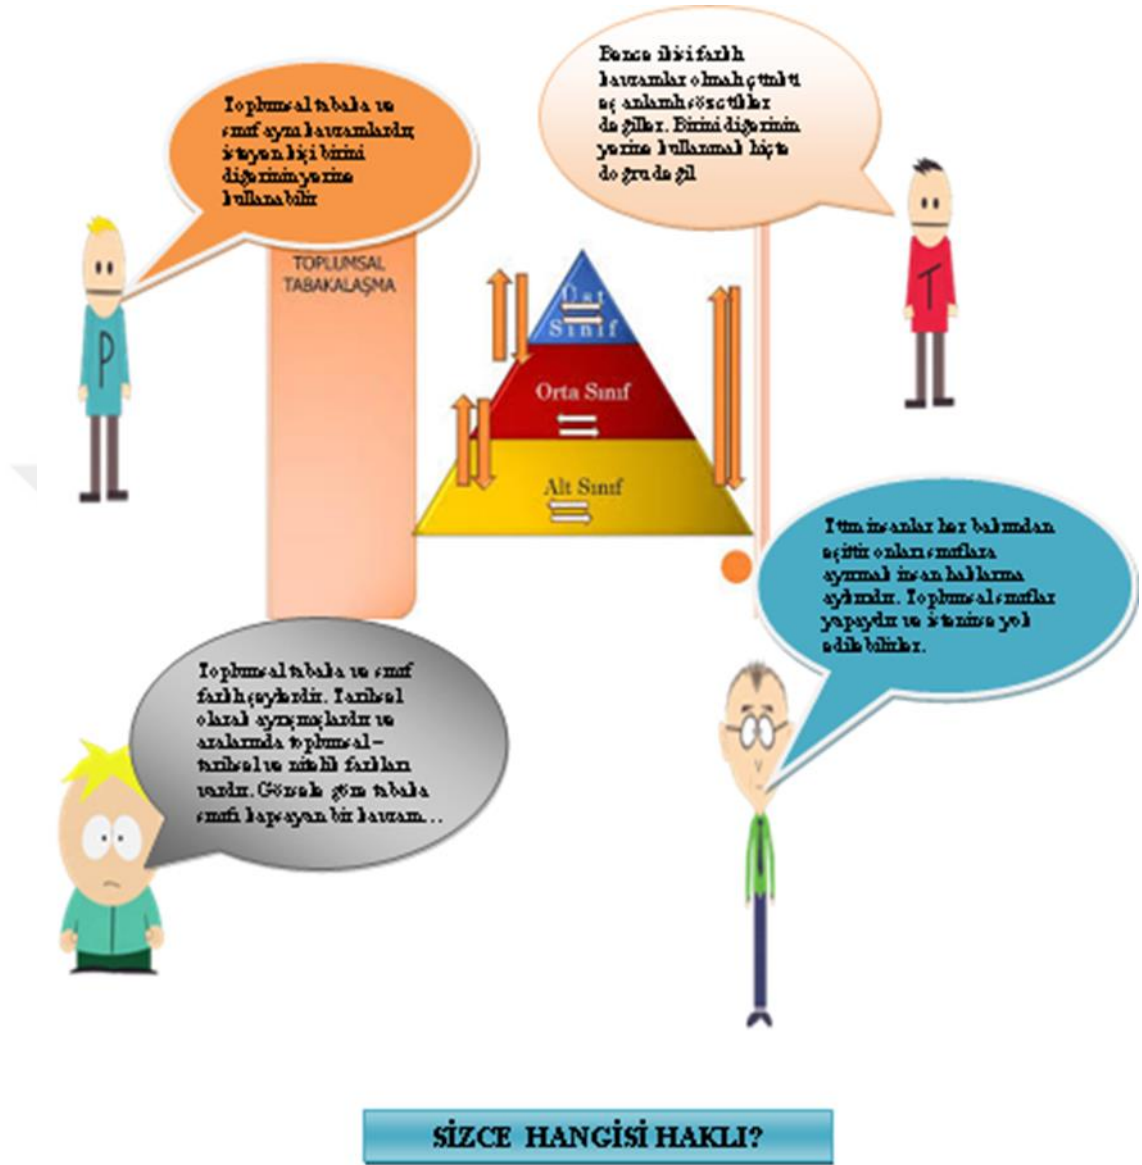 Toplumsal tabaka ve
sınıf aynı kavramlardır,
isteyen kişi birini
diğerinin yerine
kullanabilir
Bence ikisi farklı
kavramlar olmalı çünkü
eş anlamlı sözcükler
değiller. Birini diğerinin
yerine kullanmak hiçte
doğru değil
TOPLUMSAL
TABAKALAŞMA
Üst
Sınıf
Orta Sınıf
Alt Sınıf
P
T
Tüm insanlar her bakımdan
eşittir onları sınıflara
ayırmak insan haklarına
aykırıdır. Toplumsal sınıflar
yapaydır ve istenirse yok
edilebilirler.
Toplumsal tabaka ve sınıf
farklı şeylerdir. Tarihsel
olarak ayrışmışlardır ve
aralarında toplumsal –
tarihsel ve nitelik farkları
vardır. Görsele göre tabaka
sınıfı kapsayan bir kavram…
SİZCE HANGİSİ HAKLI?